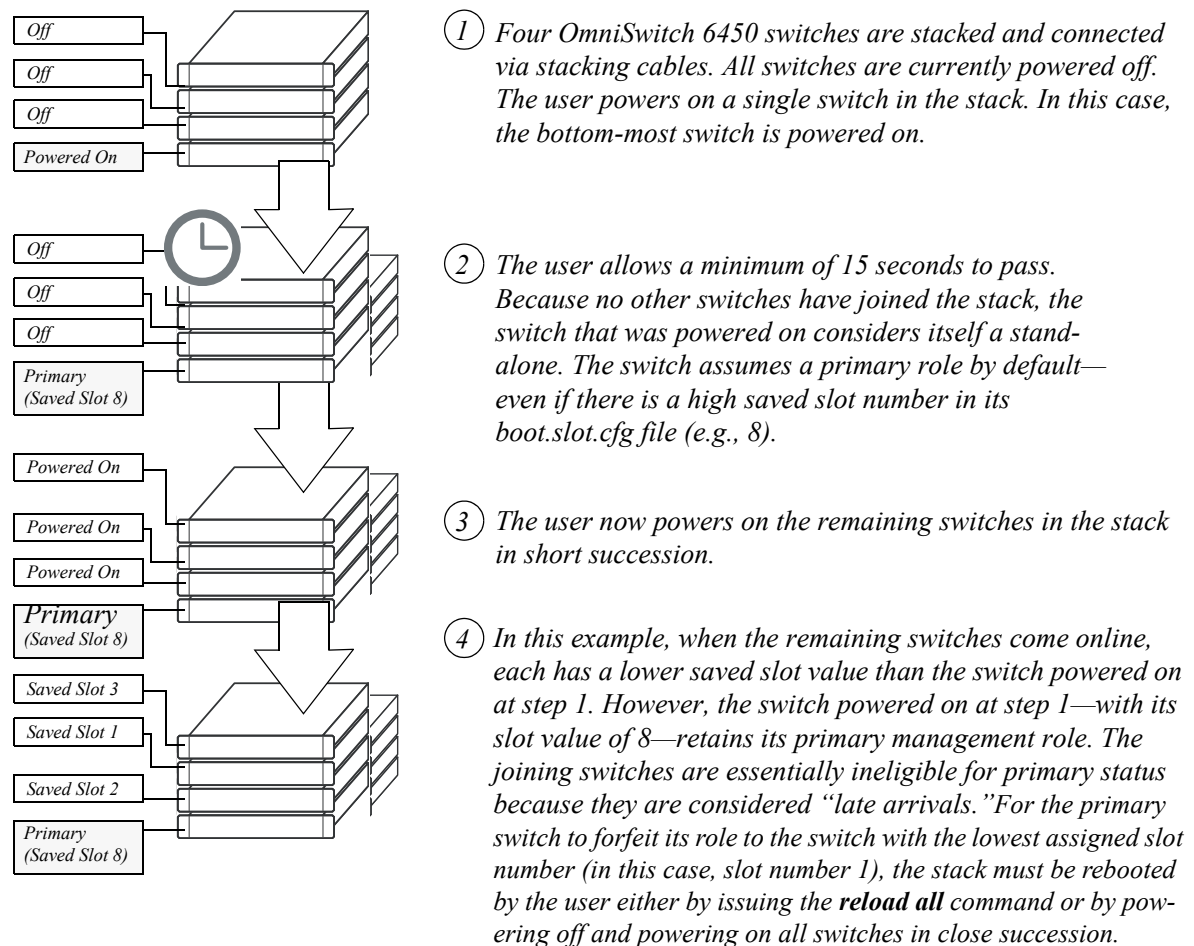 Off
Off
Off
Powered On
1 Four OmniSwitch 6450 switches are stacked and connected
via stacking cables. All switches are currently powered off.
The user powers on a single switch in the stack. In this case,
the bottom-most switch is powered on.
Off
Off
Off
Primary
(Saved Slot 8)
2 The user allows a minimum of 15 seconds to pass.
Because no other switches have joined the stack, the
switch that was powered on considers itself a stand-
alone. The switch assumes a primary role by default—
even if there is a high saved slot number in its
boot.slot.cfg file (e.g., 8).
Powered On
Powered On
Powered On
Primary
(Saved Slot 8)
3 The user now powers on the remaining switches in the stack
in short succession.
Saved Slot 3
Saved Slot 1
Saved Slot 2
Primary
(Saved Slot 8)
4 In this example, when the remaining switches come online,
each has a lower saved slot value than the switch powered on
at step 1. However, the switch powered on at step 1—with its
slot value of 8—retains its primary management role. The
joining switches are essentially ineligible for primary status
because they are considered “late arrivals.”For the primary
switch to forfeit its role to the switch with the lowest assigned slot
number (in this case, slot number 1), the stack must be rebooted
by the user either by issuing the reload all command or by pow-
ering off and powering on all switches in close succession.